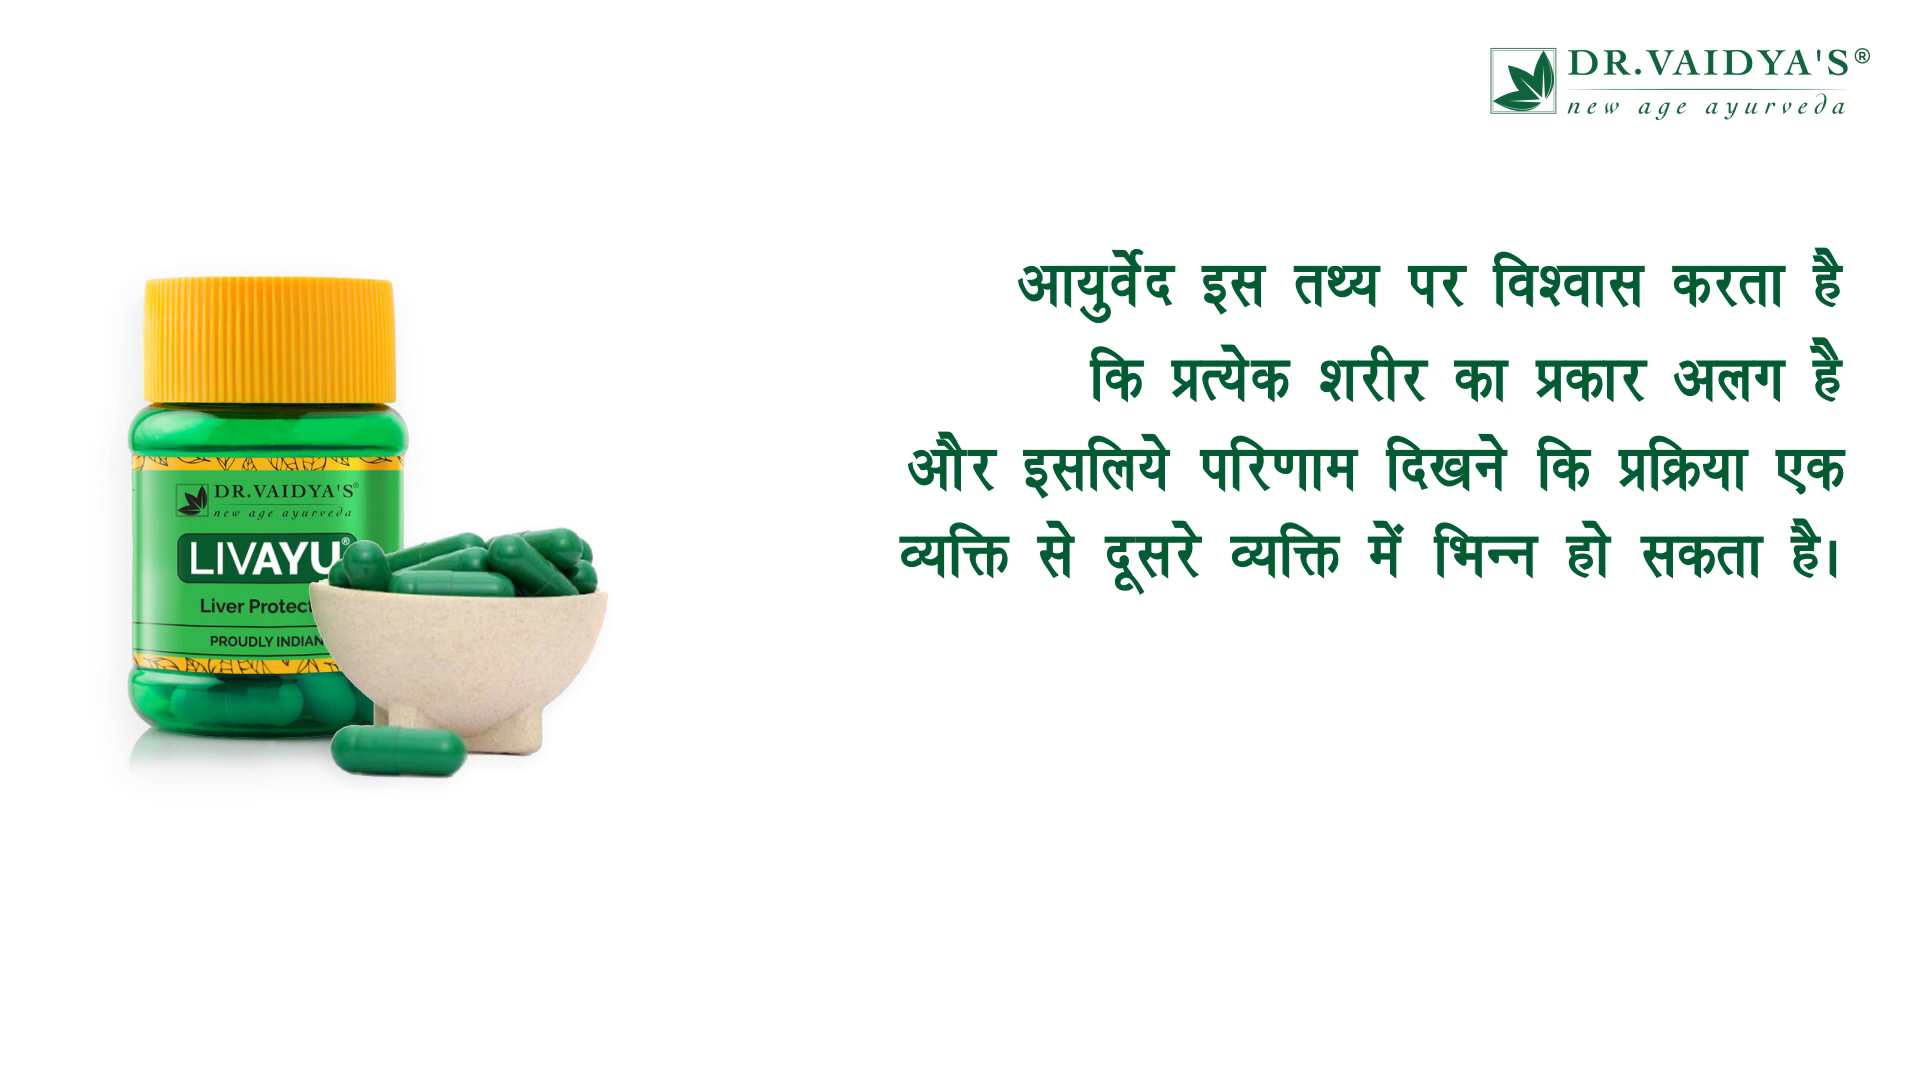 DR.VAIDYA'S®
new age ayurveda
आयुर्वेद इस तथ्य पर विश्वास करता है
कि प्रत्येक शरीर का प्रकार अलग है
और इसलिये परिणाम दिखने कि प्रक्रिया एक
व्यक्ति से दूसरे व्यक्ति में भिन्न हो सकता है।
DR.VAIDYA'S®
new age ayurveda
LIVAYU®
Liver Protec
PROUDLY INDIAN